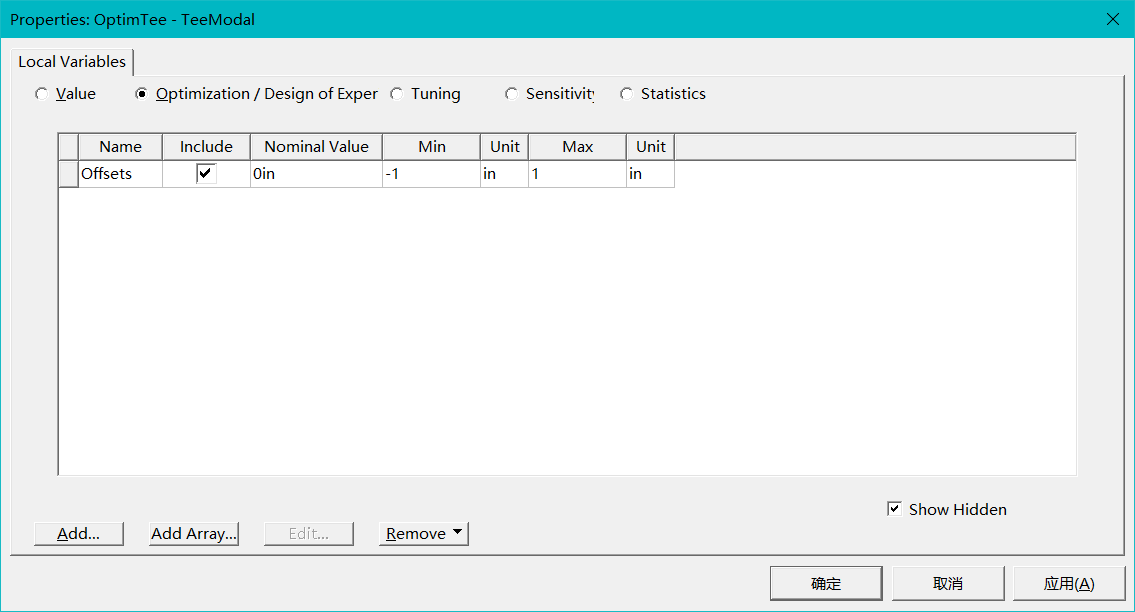 Properties: OptimTee - TeeModal
Local Variables
Value Optimization / Design of Exper Tuning Sensitivity Statistics
Name Include Nominal Value Min Unit Max Unit
Offsets 0in -1 in 1 in
Show Hidden
Add... Add Array... Edit... Remove
确定 取消 应用(A)